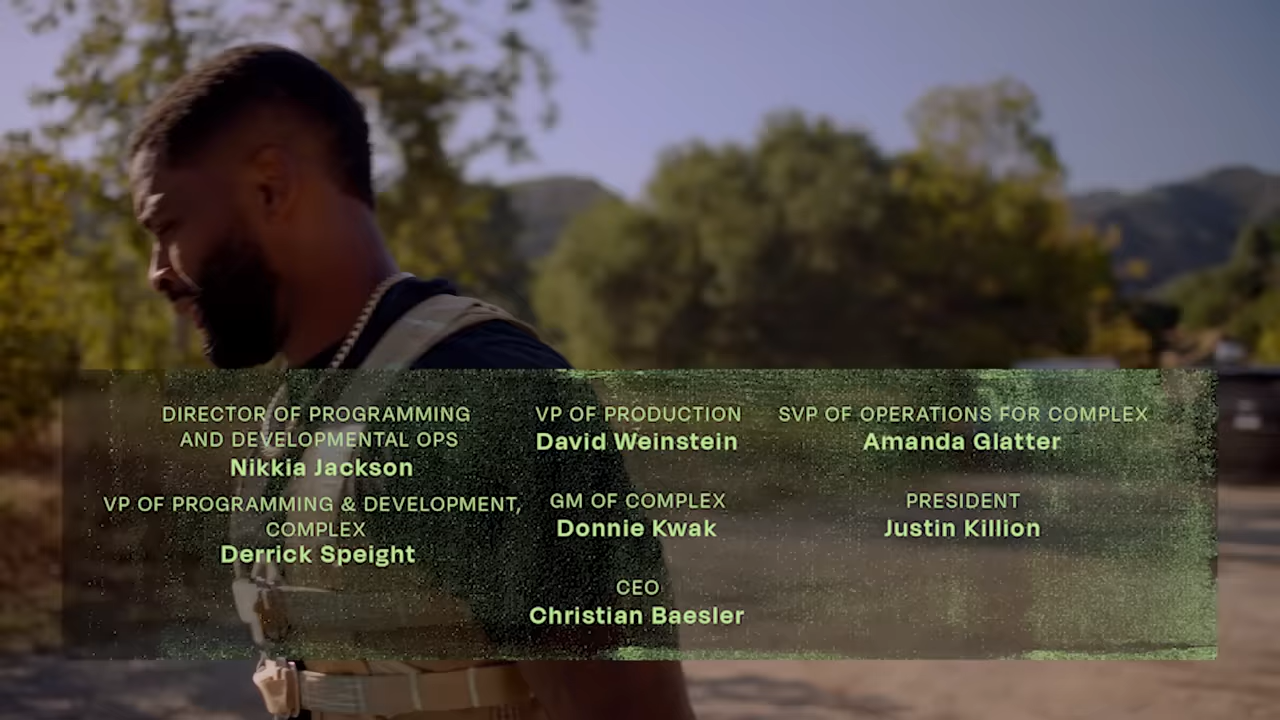 DIRECTOR OF PROGRAMMING
AND DEVELOPMENTAL OPS
Nikkia Jackson
VP OF PRODUCTION
David Weinstein
SVP OF OPERATIONS FOR COMPLEX
Amanda Glatter
VP OF PROGRAMMING & DEVELOPMENT,
COMPLEX
Derrick Speight
GM OF COMPLEX
Donnie Kwak
PRESIDENT
Justin Killion
CEO
Christian Baesler